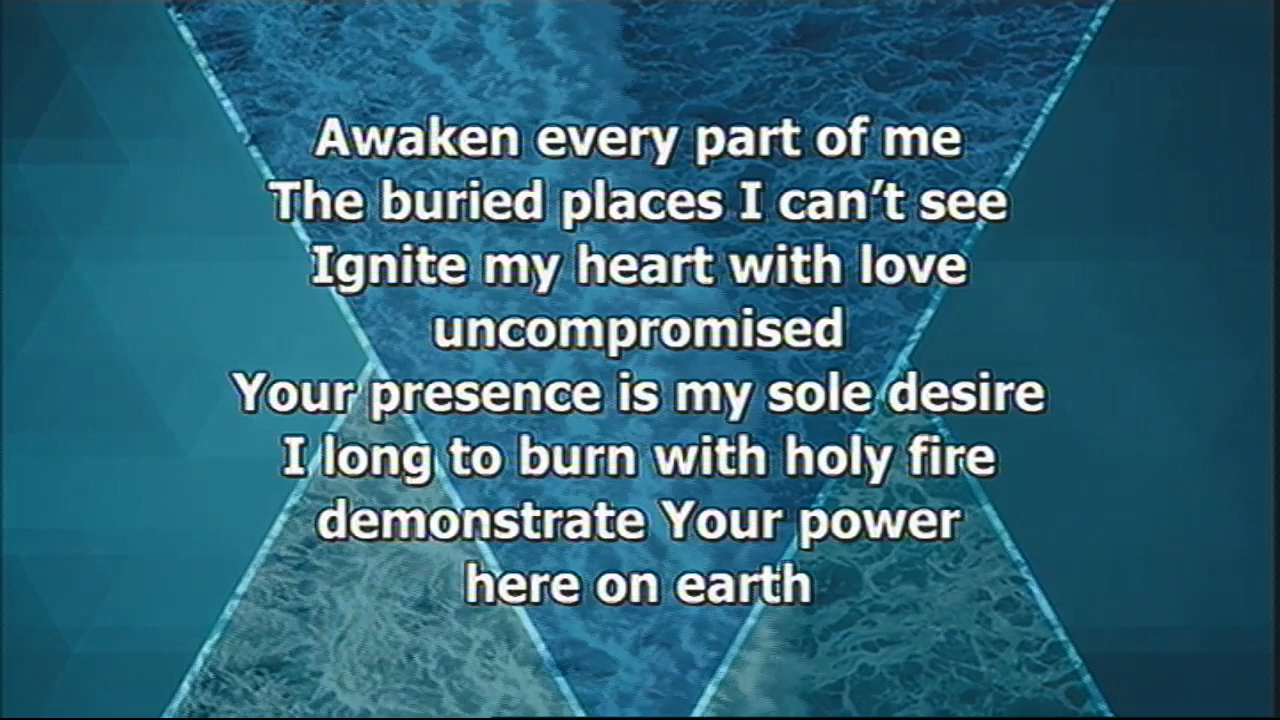 Awaken every part of me
The buried places I can’t see
Ignite my heart with love
uncompromised
Your presence is my sole desire
I long to burn with holy fire
demonstrate Your power
here on earth